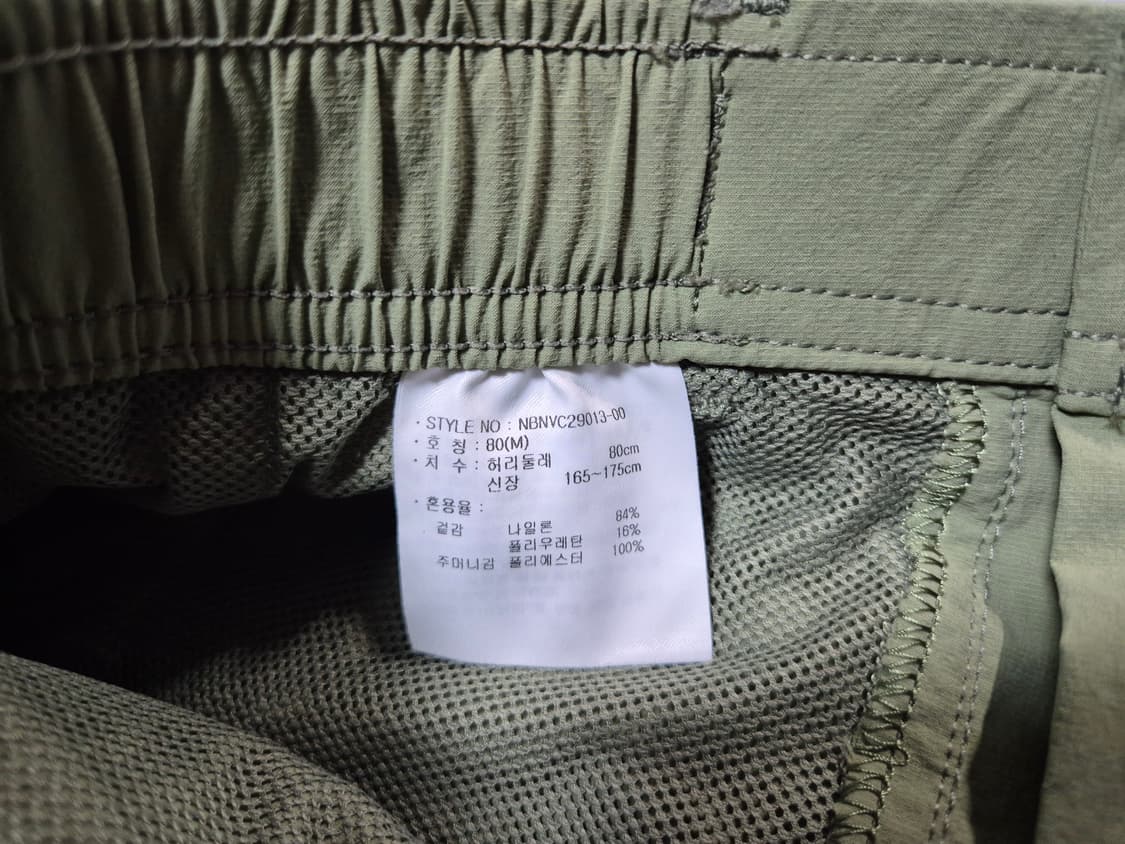 · STYLE NO : NBNVC29013-00
· 호 칭 : 80(M)
· 치 수 : 허리둘레 80cm
신장 165~175cm
· 혼용율 :
겉감 나일론 84%
폴리우레탄 16%
주머니감 폴리에스터 100%